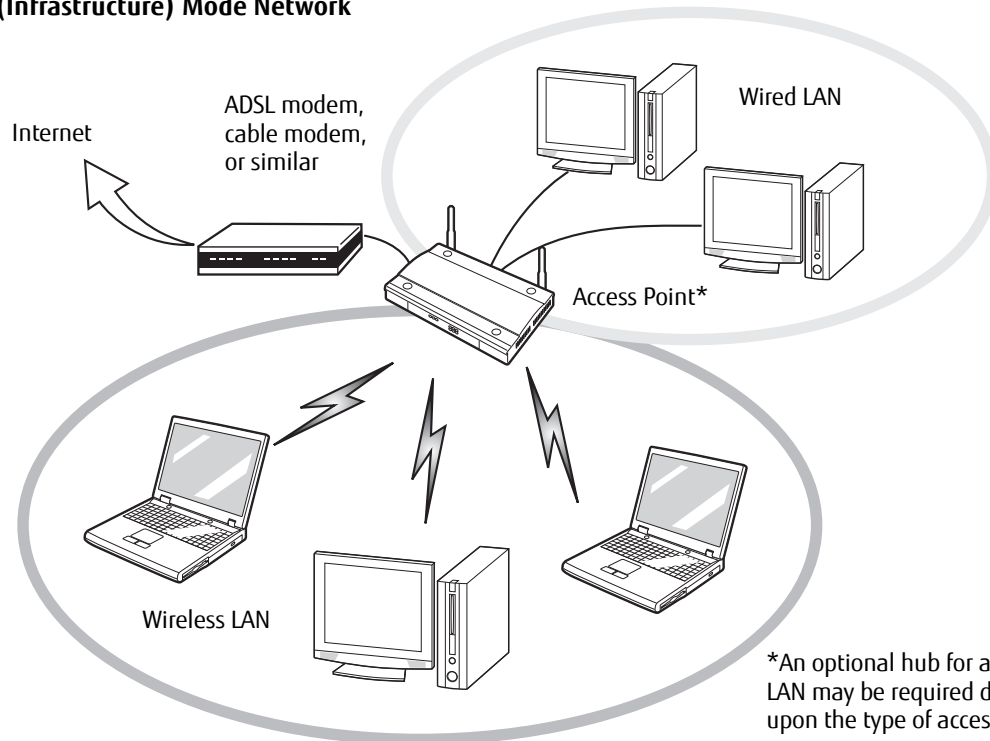 (Infrastructure) Mode Network
Internet
ADSL modem,
cable modem,
or similar
Wired LAN
Access Point*
Wireless LAN
*An optional hub for a
LAN may be required d
upon the type of acces